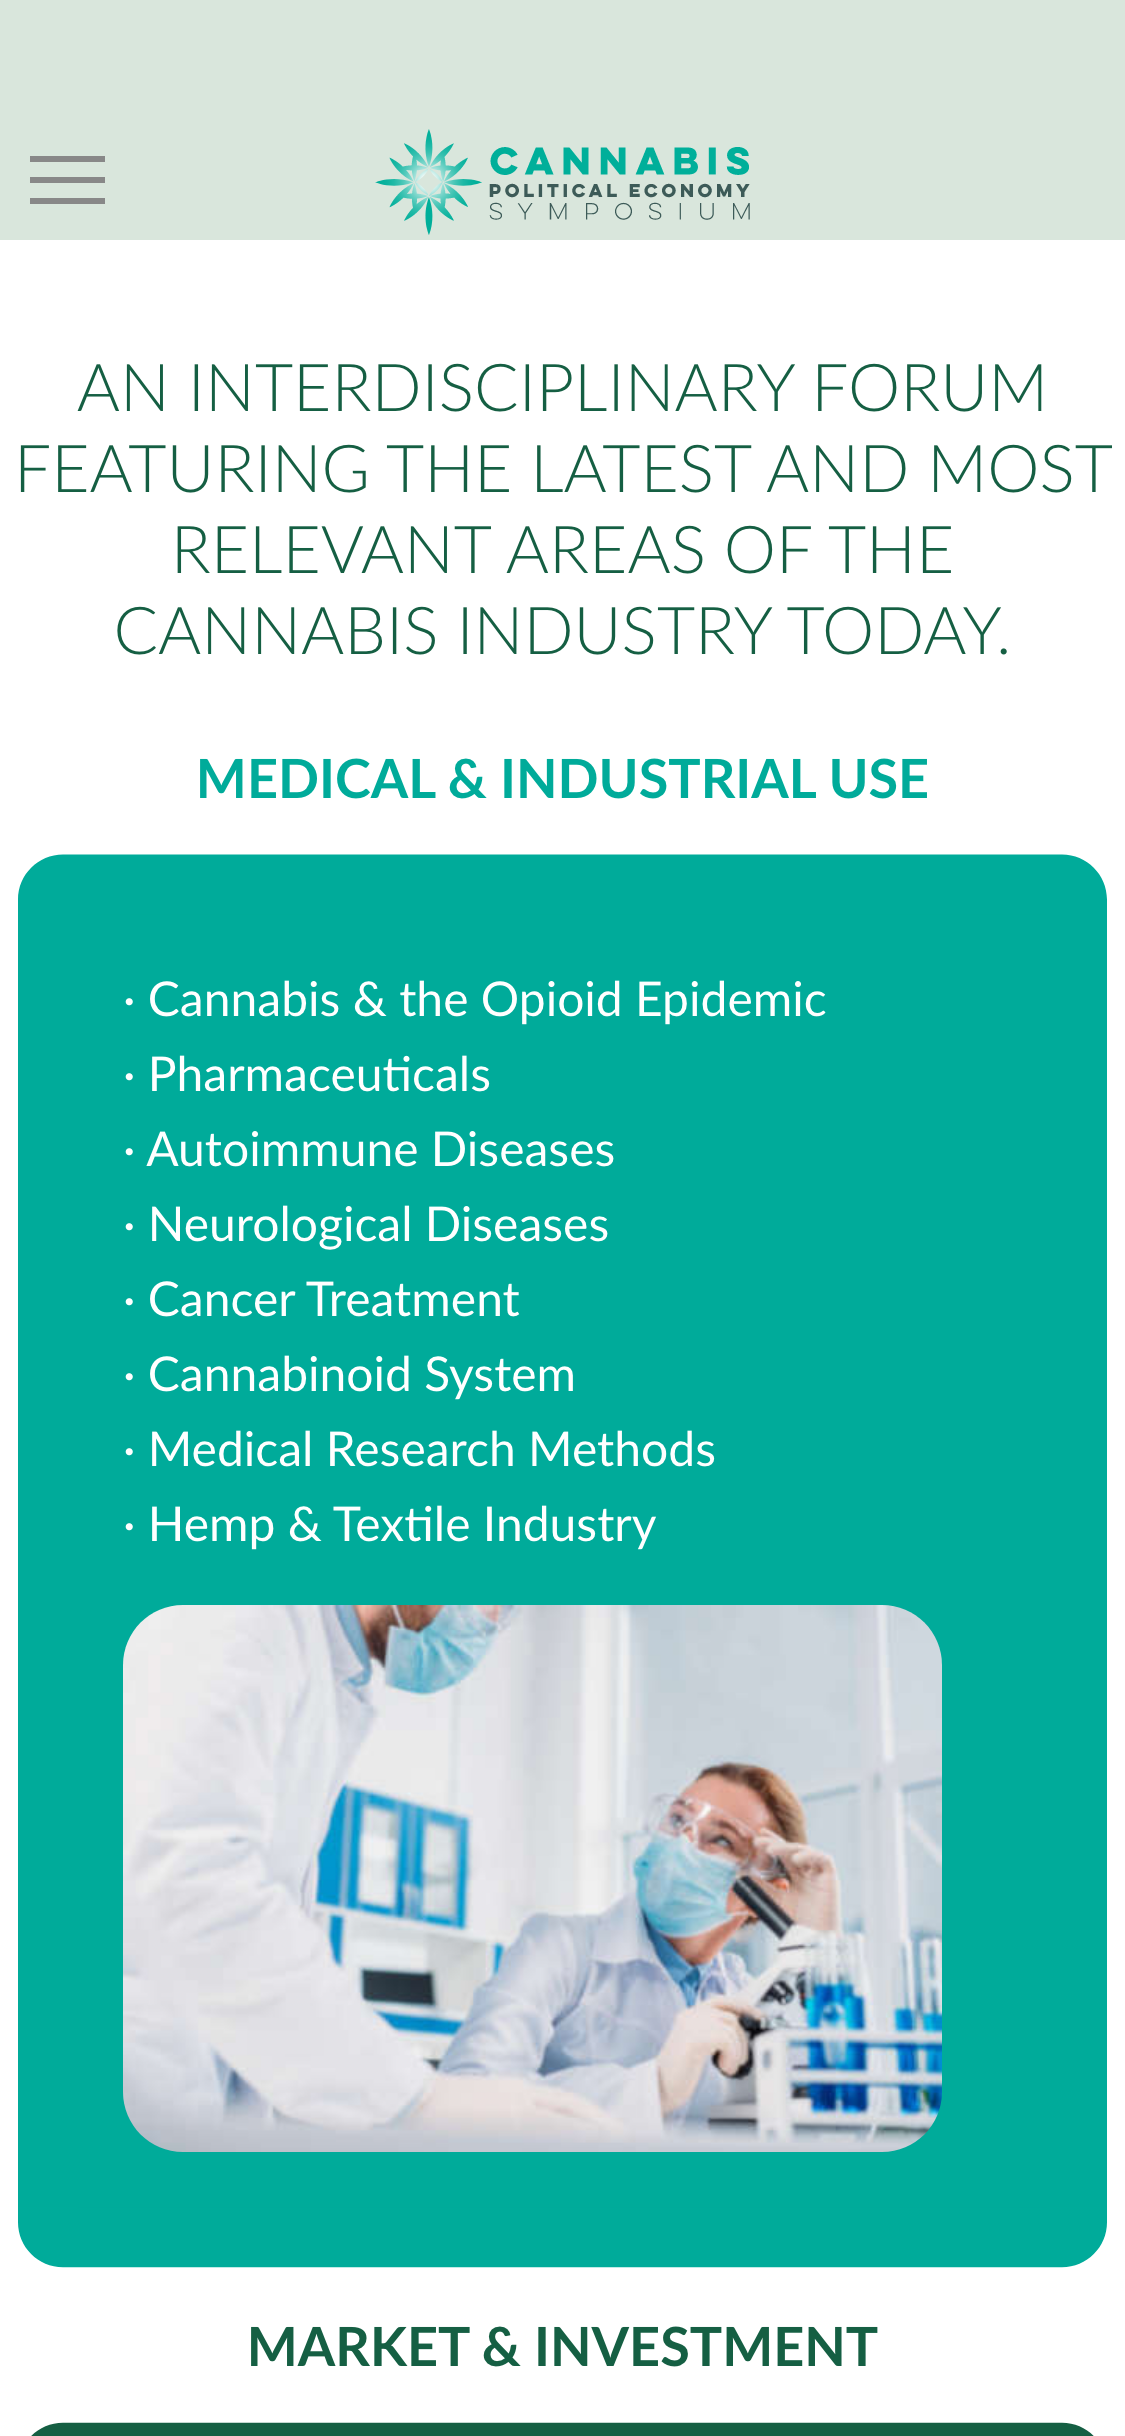 CANNABIS
POLITICAL ECONOMY
SYMPOSIUM
AN INTERDISCIPLINARY FORUM
FEATURING THE LATEST AND MOST
RELEVANT AREAS OF THE
CANNABIS INDUSTRY TODAY.
MEDICAL & INDUSTRIAL USE
· Cannabis & the Opioid Epidemic
· Pharmaceuticals
· Autoimmune Diseases
· Neurological Diseases
· Cancer Treatment
· Cannabinoid System
· Medical Research Methods
· Hemp & Textile Industry
MARKET & INVESTMENT